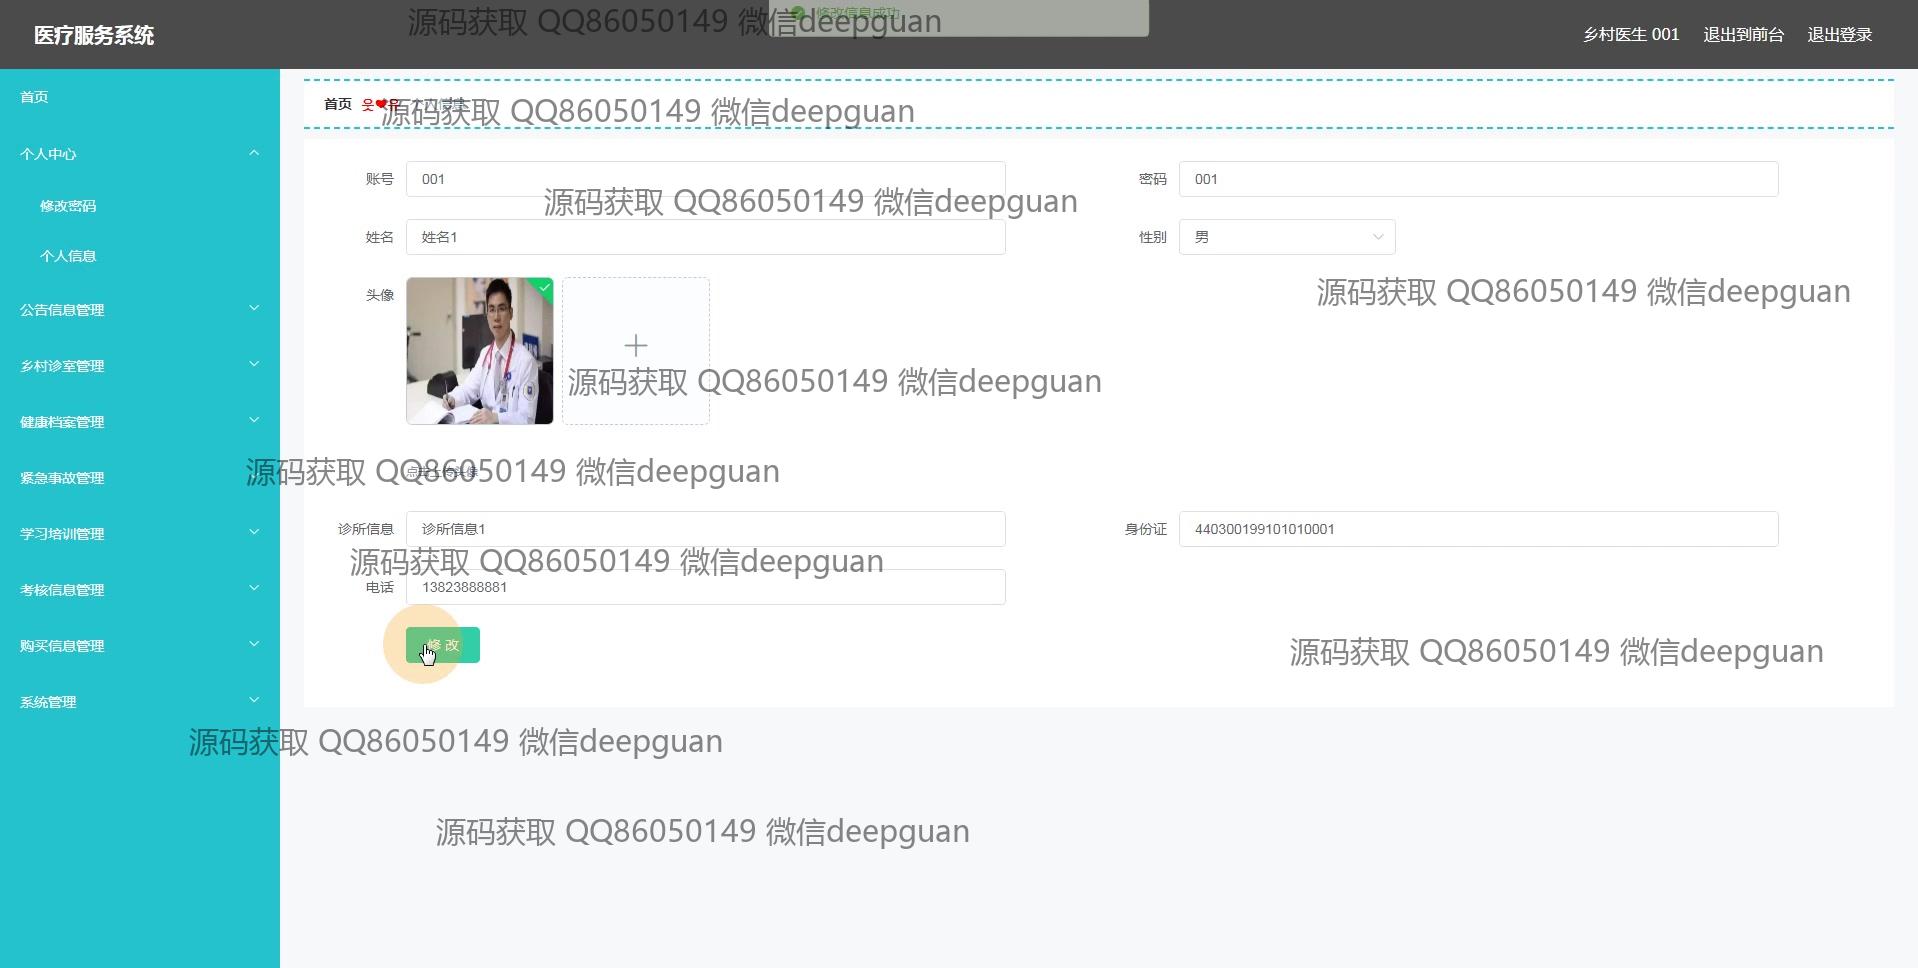 医疗服务系统
源码获取 QQ86050149 微信deepguan
修改信息成功
乡村医生 001
退出到前台
退出登录
首页
个人中心
修改密码
个人信息
公告信息管理
乡村诊室管理
健康档案管理
紧急事故管理
学习培训管理
考核信息管理
购买信息管理
系统管理
首页 웃❤유 个人信息
源码获取 QQ86050149 微信deepguan
账号 001
密码 001
源码获取 QQ86050149 微信deepguan
姓名 姓名1
性别 男
头像
源码获取 QQ86050149 微信deepguan
源码获取 QQ86050149 微信deepguan
点击上传头像
源码获取 QQ86050149 微信deepguan
诊所信息 诊所信息1
身份证 440300199101010001
源码获取 QQ86050149 微信deepguan
电话 13823888881
修改
源码获取 QQ86050149 微信deepguan
源码获取 QQ86050149 微信deepguan
源码获取 QQ86050149 微信deepguan